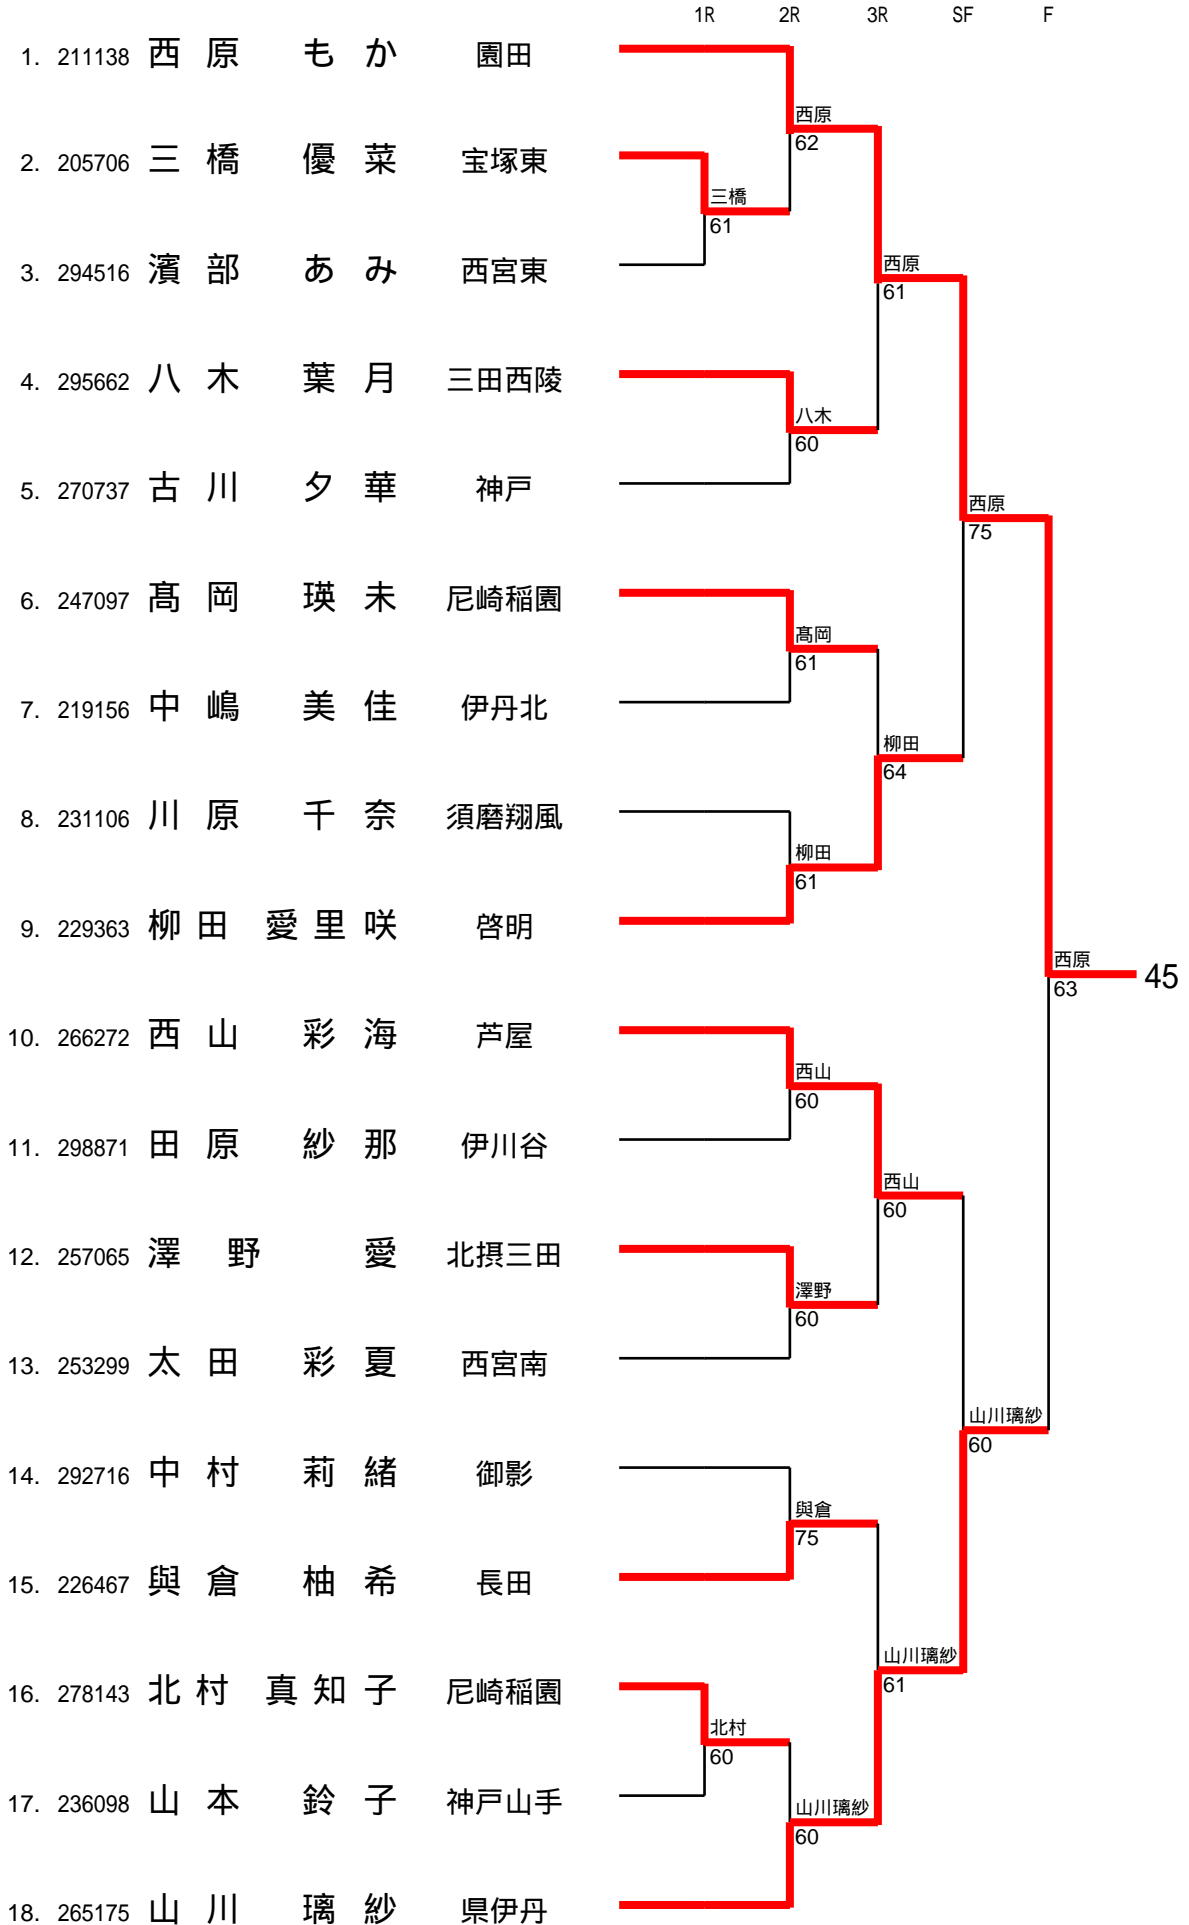 1R 2R 3R SF F
1. 211138 西原 もか 園田
西原
62
2. 205706 三橋 優菜 宝塚東
三橋
61
3. 294516 濱部 あみ 西宮東
西原
61
4. 295662 八木 葉月 三田西陵
八木
60
5. 270737 古川 夕華 神戸
西原
75
6. 247097 髙岡 瑛未 尼崎稲園
髙岡
61
7. 219156 中嶋 美佳 伊丹北
柳田
64
8. 231106 川原 千奈 須磨翔風
柳田
61
9. 229363 柳田 愛里咲 啓明
西原
63
45
10. 266272 西山 彩海 芦屋
西山
60
11. 298871 田原 紗那 伊川谷
西山
60
12. 257065 澤野 愛 北摂三田
澤野
60
13. 253299 太田 彩夏 西宮南
山川璃紗
60
14. 292716 中村 莉緒 御影
與倉
75
15. 226467 與倉 柚希 長田
山川璃紗
61
16. 278143 北村 真知子 尼崎稲園
北村
60
17. 236098 山本 鈴子 神戸山手
山川璃紗
60
18. 265175 山川 璃紗 県伊丹